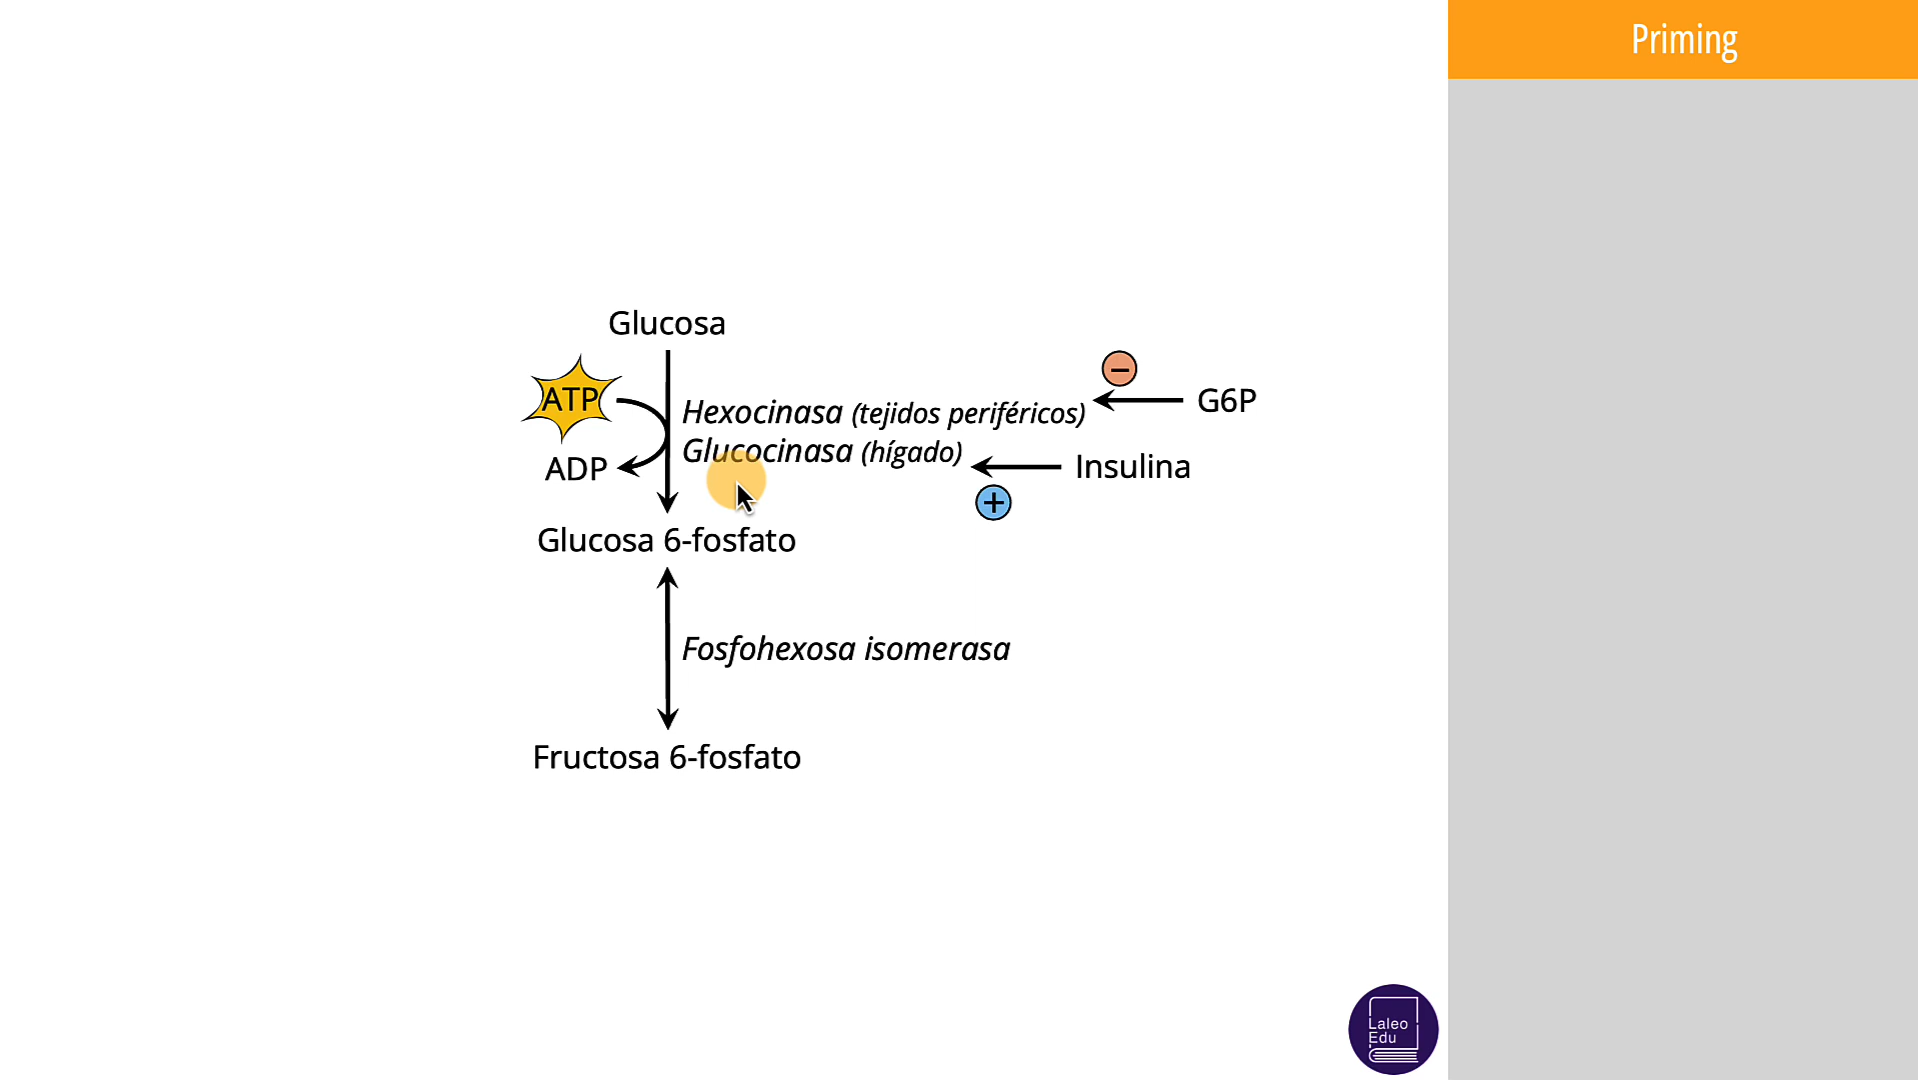 Priming
Glucosa
ATP
Hexocinasa (tejidos periféricos)
−
G6P
Glucocinasa (hígado)
ADP
Insulina
+
Glucosa 6-fosfato
Fosfohexosa isomerasa
Fructosa 6-fosfato
Laleo
Edu